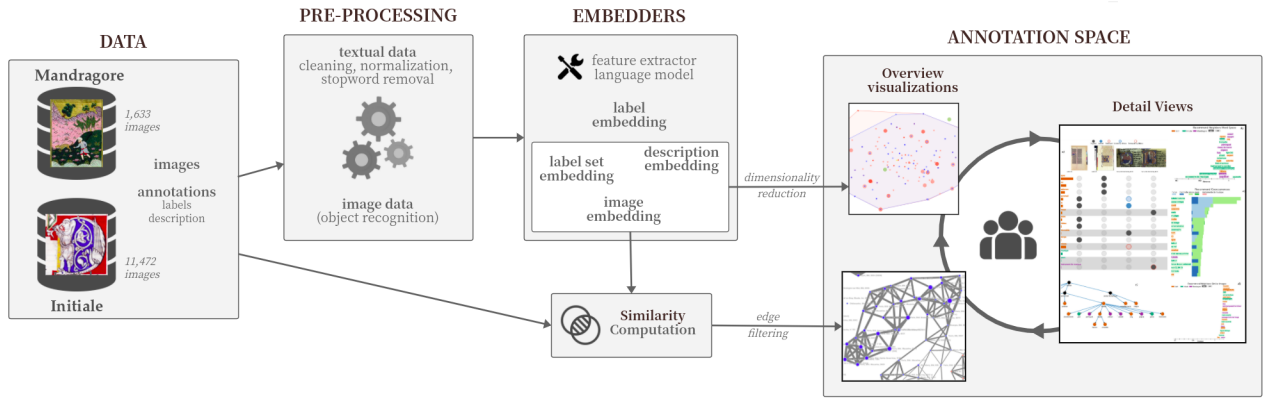 DATA
Mandragore
1,633
images
images
annotations
labels
description
11,472
images
Initiale
PRE-PROCESSING
textual data
cleaning, normalization,
stopword removal
image data
(object recognition)
EMBEDDERS
feature extractor
language model
label
embedding
label set
embedding
description
embedding
image
embedding
Similarity
Computation
dimensionality
reduction
edge
filtering
ANNOTATION SPACE
Overview
visualizations
Detail Views